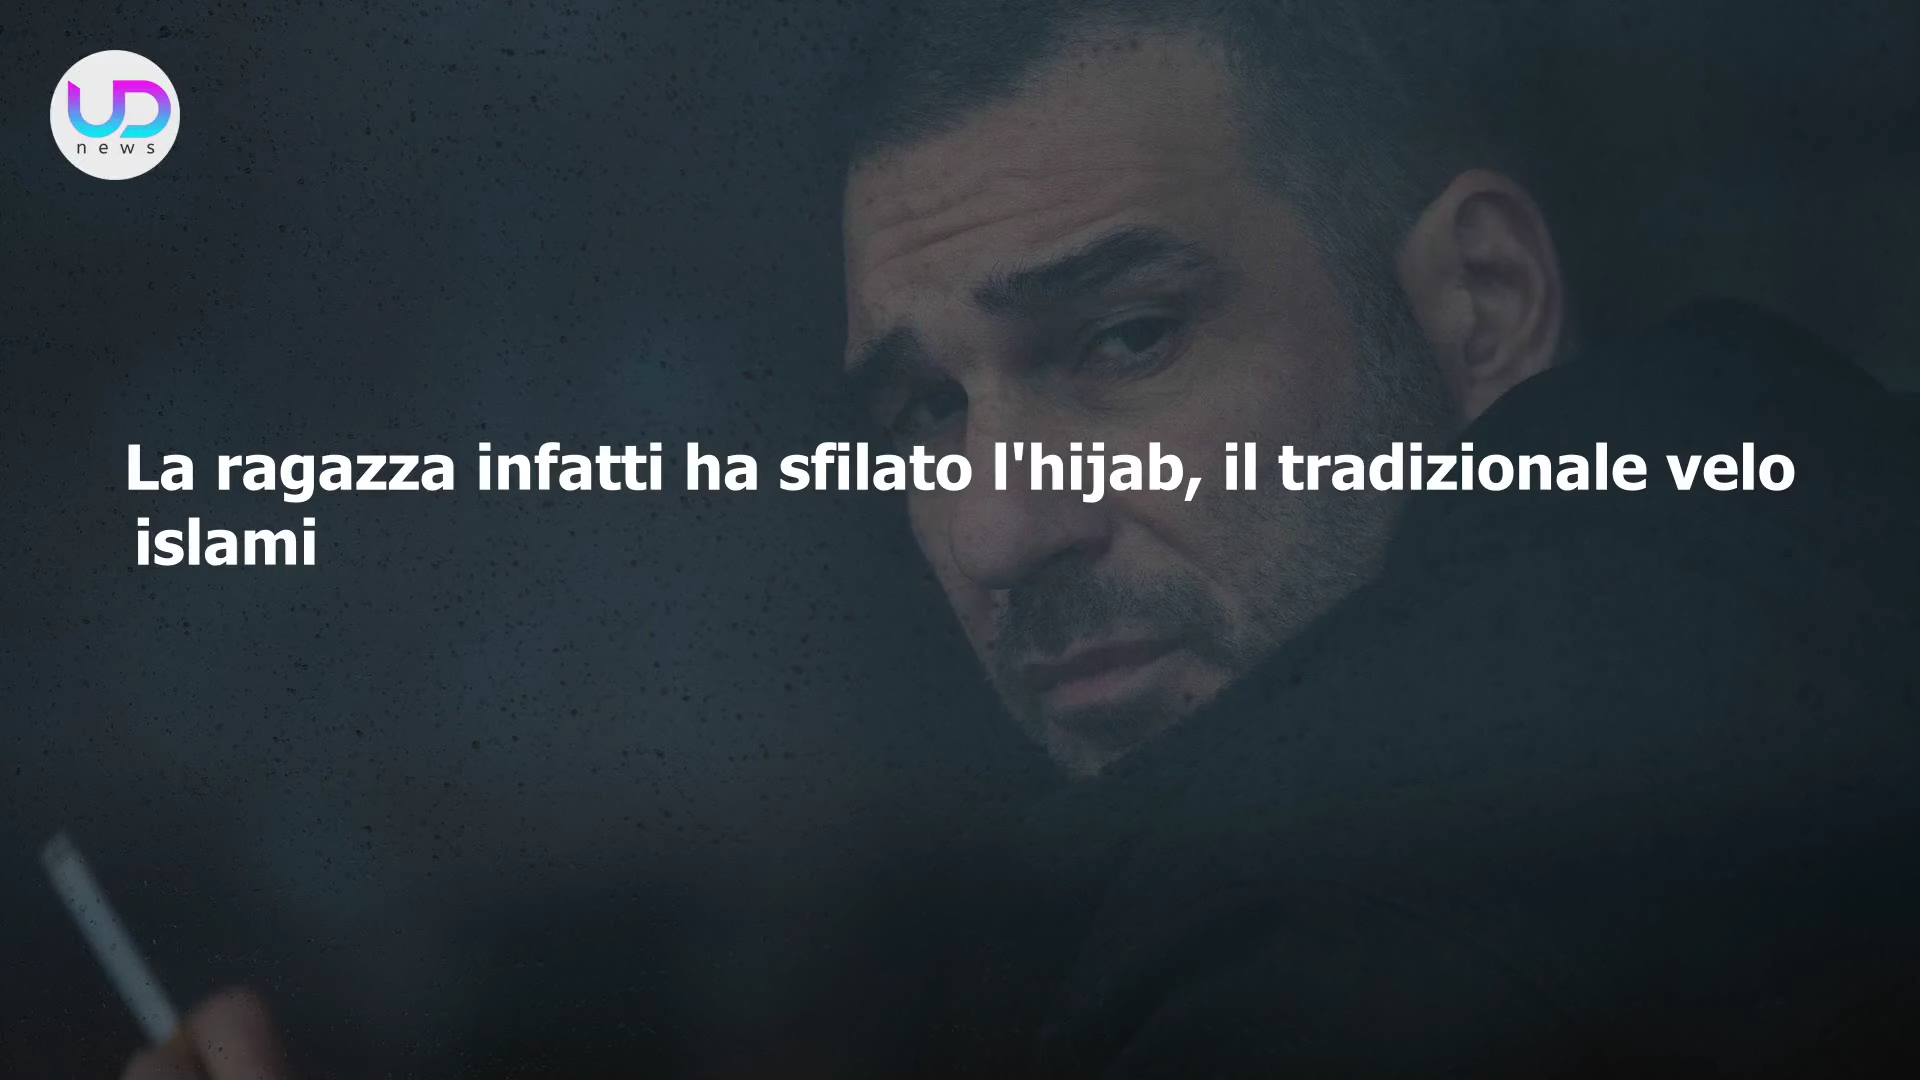 UD
news
La ragazza infatti ha sfilato l'hijab, il tradizionale velo
islami